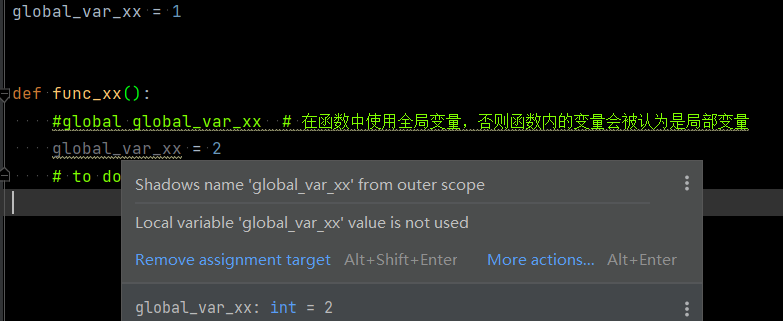 global_var_xx = 1
def func_xx():
#global global_var_xx  # 在函数中使用全局变量，否则函数内的变量会被认为是局部变量
global_var_xx = 2
# to do
Shadows name 'global_var_xx' from outer scope
Local variable 'global_var_xx' value is not used
Remove assignment target Alt+Shift+Enter More actions... Alt+Enter
global_var_xx: int = 2